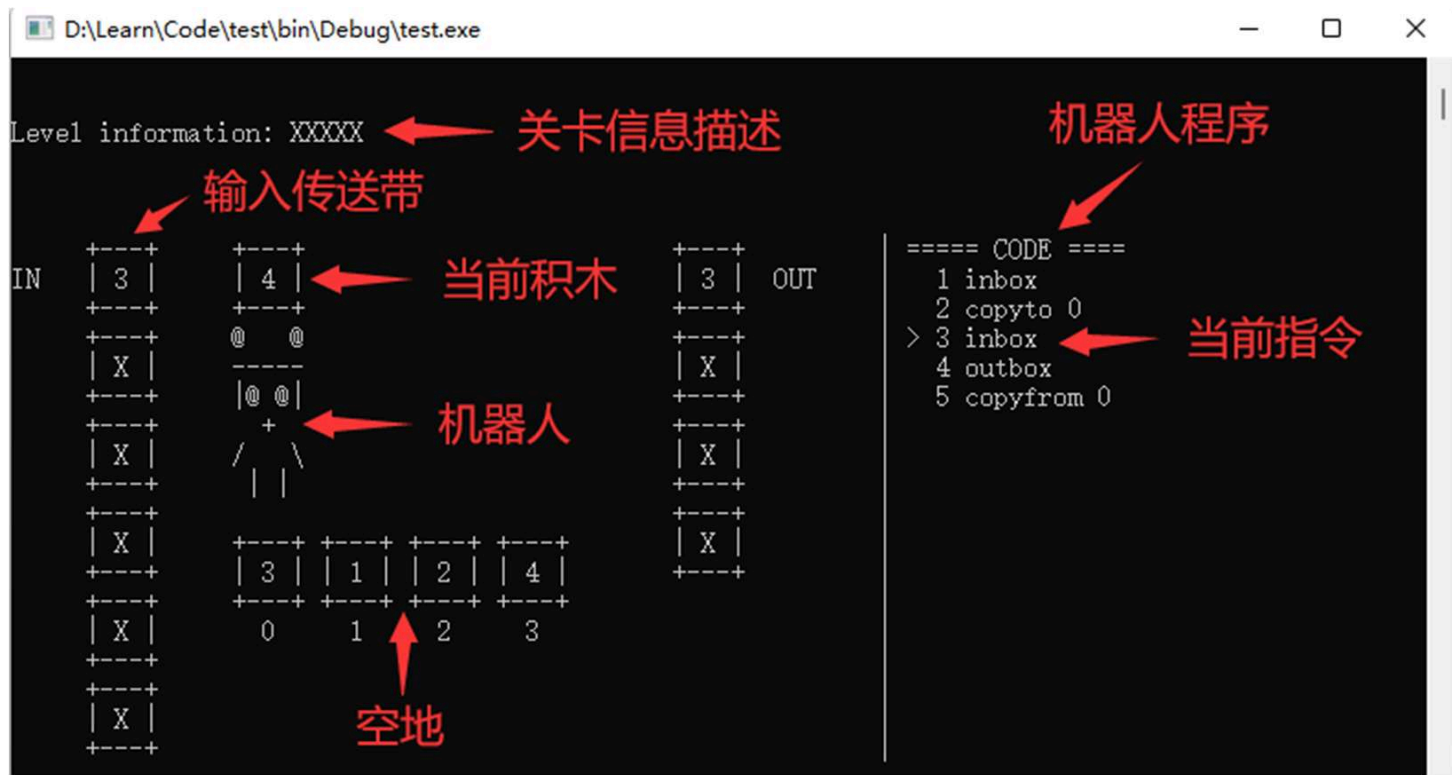 D:\Learn\Code\test\bin\Debug\test.exe
Level information: XXXXX
关卡信息描述
机器人程序
输入传送带
IN
3
X
X
X
X
X
4
当前积木
@ @
|@ @|
+
/ \
| |
机器人
3 1 2 4
0 1 2 3
空地
3
OUT
X
X
X
===== CODE ====
1 inbox
2 copyto 0
> 3 inbox
当前指令
4 outbox
5 copyfrom 0